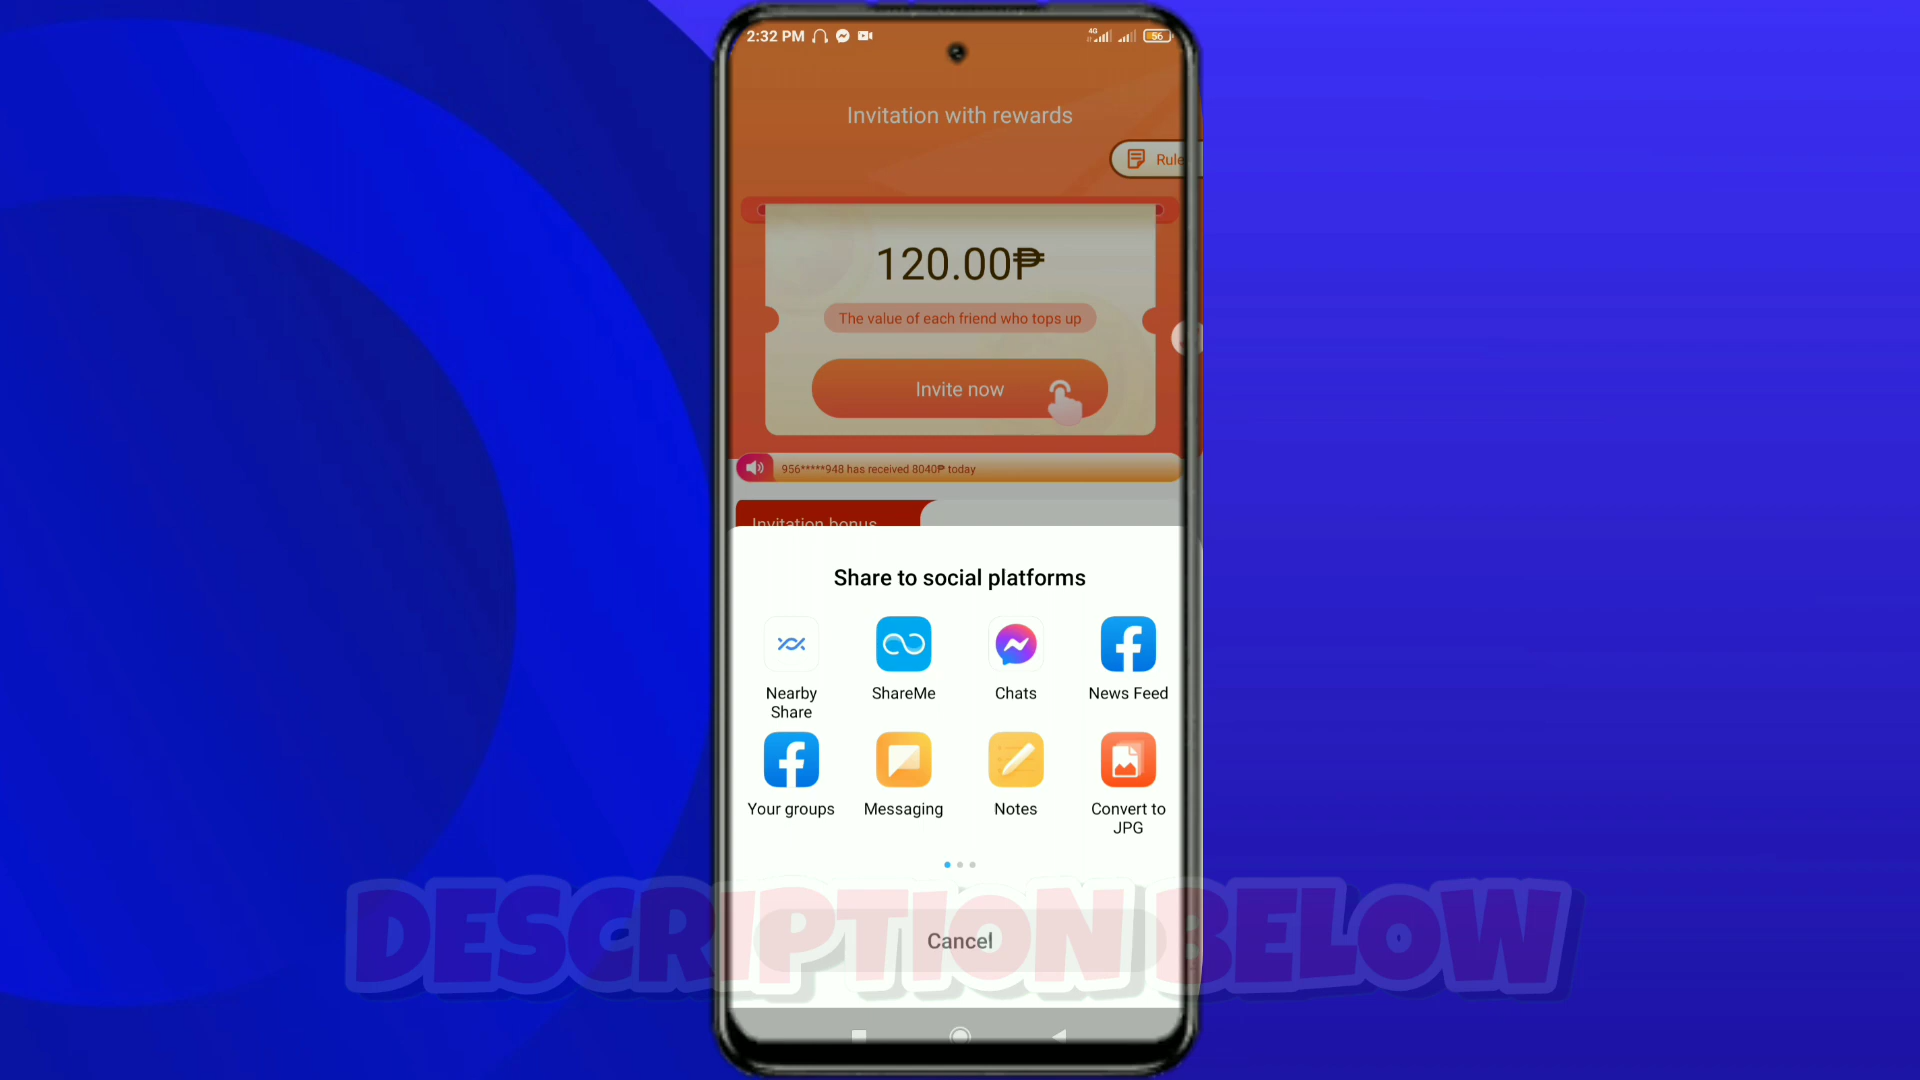 2:32 PM
4G
56
Invitation with rewards
Rule
120.00₱
The value of each friend who tops up
Invite now
956*****948 has received 8040₱ today
Invitation bonus
Share to social platforms
Nearby
Share
ShareMe
Chats
News Feed
Your groups
Messaging
Notes
Convert to
JPG
DESCRIPTION BELOW
Cancel